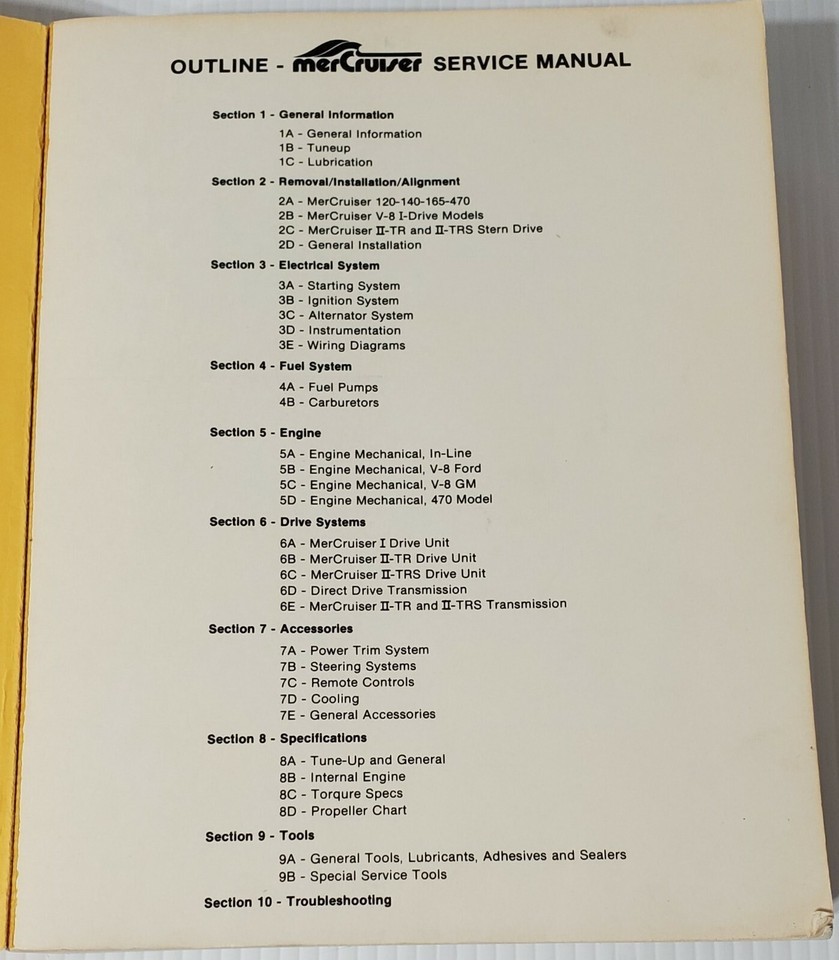 OUTLINE - merCruiser SERVICE MANUAL
Section 1 - General Information
1A - General Information
1B - Tuneup
1C - Lubrication
Section 2 - Removal/Installation/Alignment
2A - MerCruiser 120-140-165-470
2B - MerCruiser V-8 I-Drive Models
2C - MerCruiser II-TR and II-TRS Stern Drive
2D - General Installation
Section 3 - Electrical System
3A - Starting System
3B - Ignition System
3C - Alternator System
3D - Instrumentation
3E - Wiring Diagrams
Section 4 - Fuel System
4A - Fuel Pumps
4B - Carburetors
Section 5 - Engine
5A - Engine Mechanical, In-Line
5B - Engine Mechanical, V-8 Ford
5C - Engine Mechanical, V-8 GM
5D - Engine Mechanical, 470 Model
Section 6 - Drive Systems
6A - MerCruiser I Drive Unit
6B - MerCruiser II-TR Drive Unit
6C - MerCruiser II-TRS Drive Unit
6D - Direct Drive Transmission
6E - MerCruiser II-TR and II-TRS Transmission
Section 7 - Accessories
7A - Power Trim System
7B - Steering Systems
7C - Remote Controls
7D - Cooling
7E - General Accessories
Section 8 - Specifications
8A - Tune-Up and General
8B - Internal Engine
8C - Torqure Specs
8D - Propeller Chart
Section 9 - Tools
9A - General Tools, Lubricants, Adhesives and Sealers
9B - Special Service Tools
Section 10 - Troubleshooting